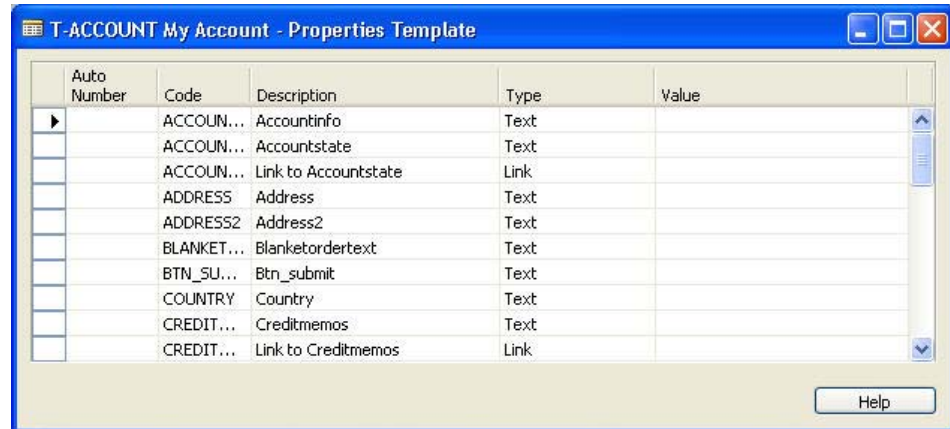 T-ACCOUNT My Account - Properties Template
Auto Number Code Description Type Value
ACCOUN... Accountinfo Text
ACCOUN... Accountstate Text
ACCOUN... Link to Accountstate Link
ADDRESS Address Text
ADDRESS2 Address2 Text
BLANKET... Blanketordertext Text
BTN_SU... Btn_submit Text
COUNTRY Country Text
CREDIT... Creditmemos Text
CREDIT... Link to Creditmemos Link
Help